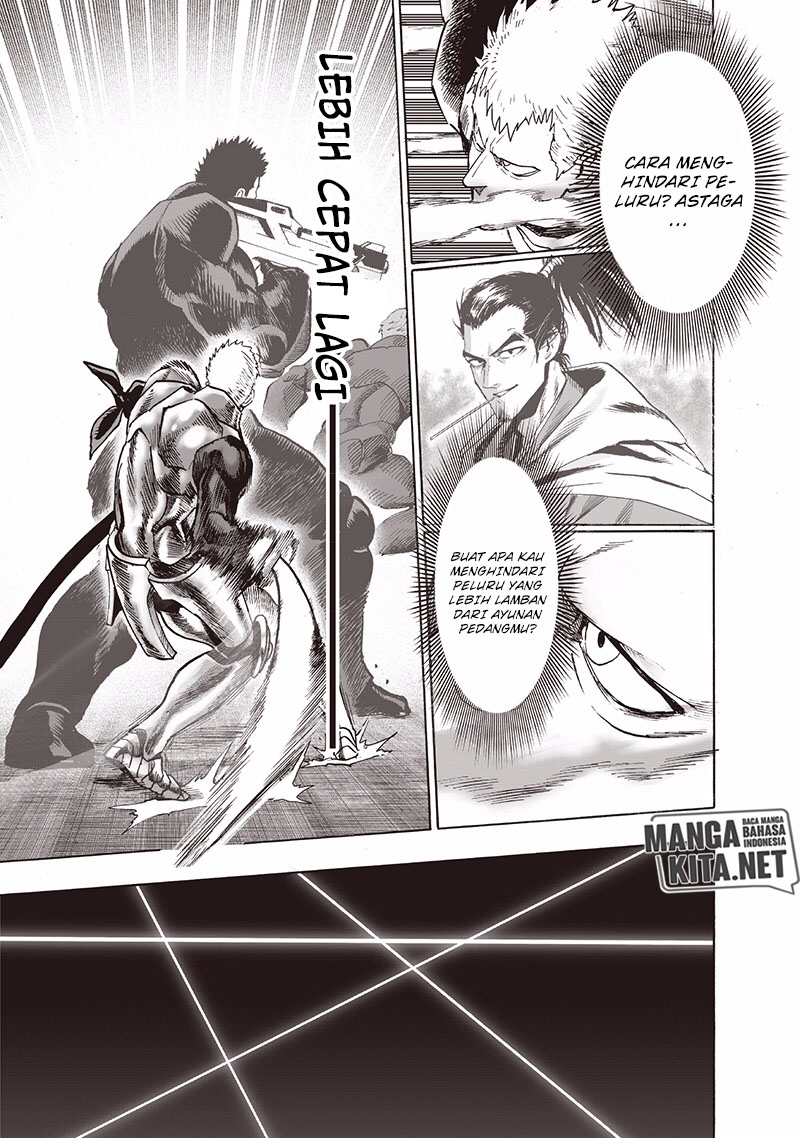 CARA MENG-
HINDARI PE-
LURU? ASTAGA
...
BUAT APA KAU
MENGHINDARI
PELURU YANG
LEBIH LAMBAN
DARI AYUNAN
PEDANGMU?
LEBIH CEPAT LAGI
MANGA
KITA.NET
BACA MANGA
BAHASA
INDONESIA